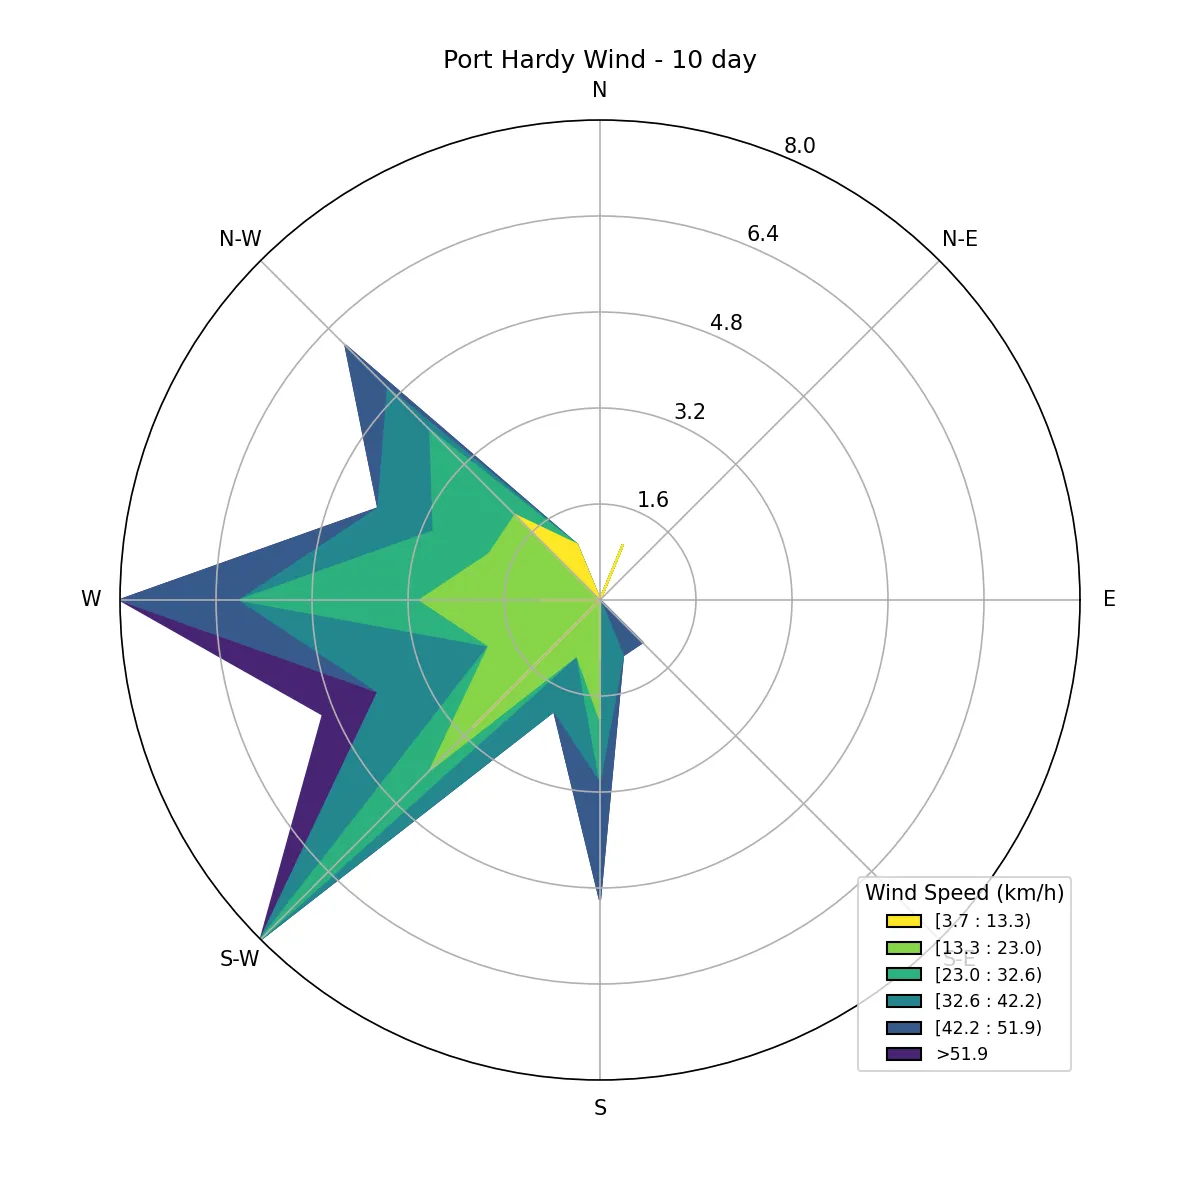 Port Hardy Wind - 10 day
N
8.0
N-W
N-E
6.4
4.8
3.2
1.6
W
E
S-W
S-E
S
Wind Speed (km/h)
[3.7 : 13.3)
[13.3 : 23.0)
[23.0 : 32.6)
[32.6 : 42.2)
[42.2 : 51.9)
>51.9